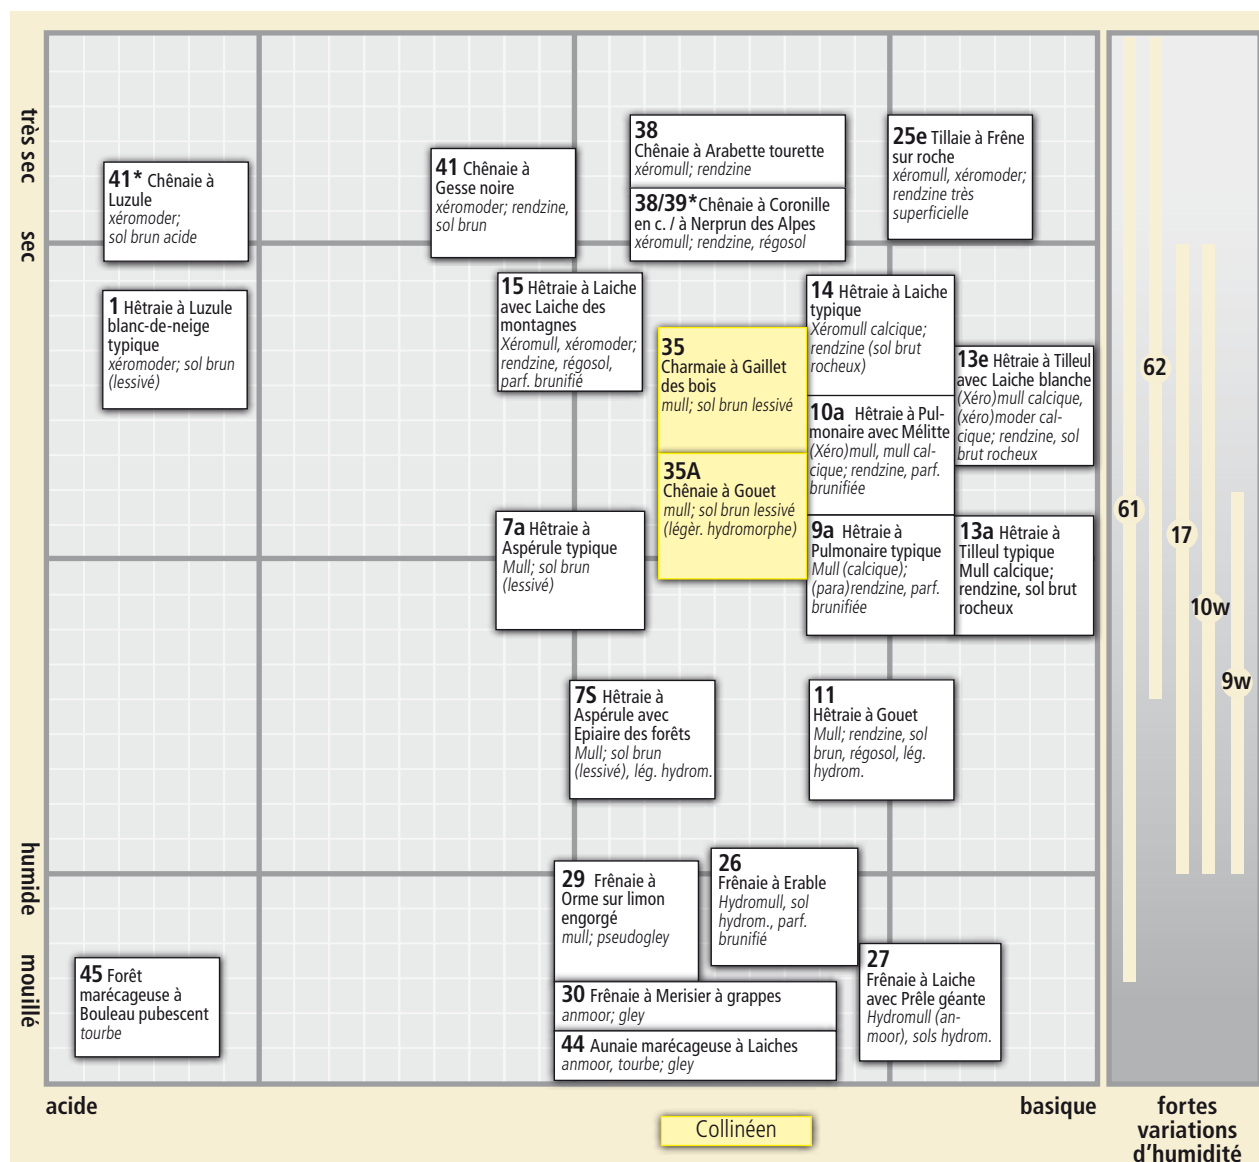 très sec
sec
humide
mouillé
41* Chênaie à
Luzule
xéromoder;
sol brun acide
41 Chênaie à
Gesse noire
xéromoder; rendzine,
sol brun
38
Chênaie à Arabette tourette
xéromull; rendzine
38/39* Chênaie à Coronille
en c. / à Nerprun des Alpes
xéromull; rendzine, régosol
25e Tillaie à Frêne
sur roche
xéromull, xéromoder;
rendzine très
superficielle
1 Hêtraie à Luzule
blanc-de-neige
typique
xéromoder; sol brun
(lessivé)
15 Hêtraie à Laiche
avec Laiche des
montagnes
Xéromull, xéromoder;
rendzine, régosol,
parf. brunifié
35
Charmaie à Gaillet
des bois
mull; sol brun lessivé
14 Hêtraie à Laiche
typique
Xéromull calcique;
rendzine (sol brut
rocheux)
13e Hêtraie à Tilleul
avec Laiche blanche
(Xéro)mull calcique,
(xéro)moder cal-
cique; rendzine, sol
brut rocheux
10a Hêtraie à Pul-
monaire avec Mélitte
(Xéro)mull, mull cal-
cique; rendzine, parf.
brunifiée
35A
Chênaie à Gouet
mull; sol brun lessivé
(légèr. hydromorphe)
7a Hêtraie à
Aspérule typique
Mull; sol brun
(lessivé)
9a Hêtraie à
Pulmonaire typique
Mull (calcique);
(para)rendzine, parf.
brunifiée
13a Hêtraie à
Tilleul typique
Mull calcique;
rendzine, sol brut
rocheux
7S Hêtraie à
Aspérule avec
Epiaire des forêts
Mull; sol brun
(lessivé), lég. hydrom.
11
Hêtraie à Gouet
Mull; rendzine, sol
brun, régosol, lég.
hydrom.
29 Frênaie à
Orme sur limon
engorgé
mull; pseudogley
26
Frênaie à Erable
Hydromull, sol
hydrom., parf.
brunifié
45 Forêt
marécageuse à
Bouleau pubescent
tourbe
30 Frênaie à Merisier à grappes
anmoor; gley
27
Frênaie à Laiche
avec Prêle géante
Hydromull (an-
moor), sols hydrom.
44 Aunaie marécageuse à Laiches
anmoor, tourbe; gley
62
61
17
10w
9w
acide
basique
Collinéen
fortes
variations
d'humidité